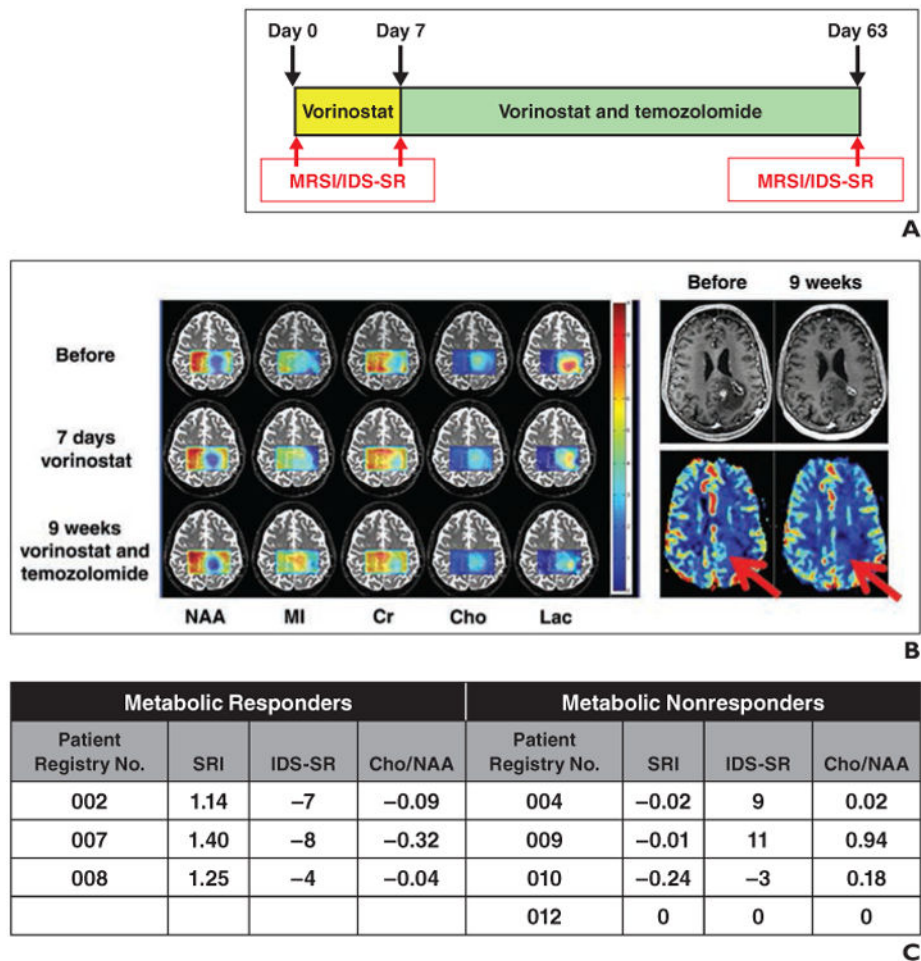 Day 0 Day 7 Day 63
Vorinostat Vorinostat and temozolomide
MRSI/IDS-SR MRSI/IDS-SR
A
Before 9 weeks
Before
7 days
vorinostat
9 weeks
vorinostat and
temozolomide
NAA MI Cr Cho Lac
B
Metabolic Responders Metabolic Nonresponders
Patient Registry No. SRI IDS-SR Cho/NAA Patient Registry No. SRI IDS-SR Cho/NAA
002 1.14 –7 –0.09 004 –0.02 9 0.02
007 1.40 –8 –0.32 009 –0.01 11 0.94
008 1.25 –4 –0.04 010 –0.24 –3 0.18
012 0 0 0
C